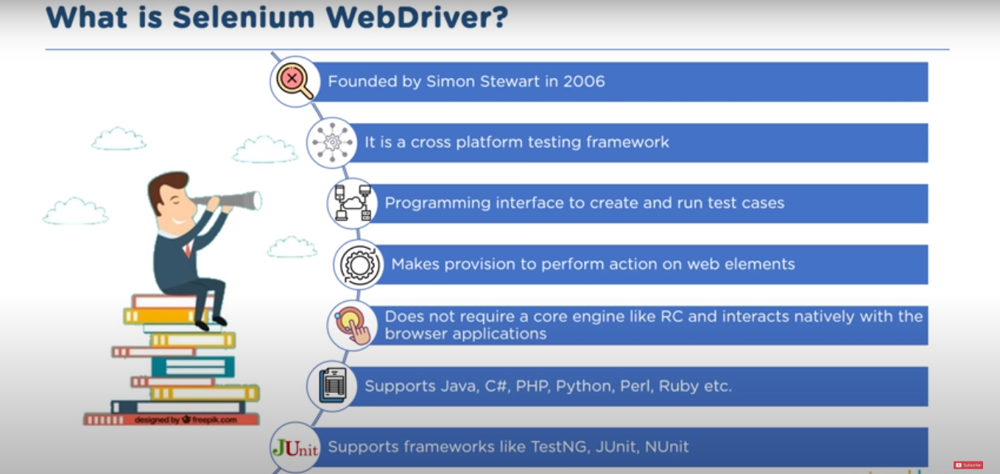 What is Selenium WebDriver?
Founded by Simon Stewart in 2006
It is a cross platform testing framework
Programming interface to create and run test cases
Makes provision to perform action on web elements
Does not require a core engine like RC and interacts natively with the
browser applications
Supports Java, C#, PHP, Python, Perl, Ruby etc.
designed by freepik.com
JUnit
Supports frameworks like TestNG, JUnit, NUnit
Subscribe